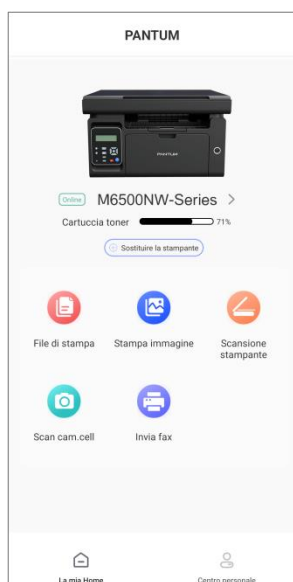 PANTUM
PANTUM
Online M6500NW-Series >
Cartuccia toner 71%
Sostituire la stampante
File di stampa Stampa immagine Scansione stampante
Scan cam.cell Invia fax
La mia Home Centro personale